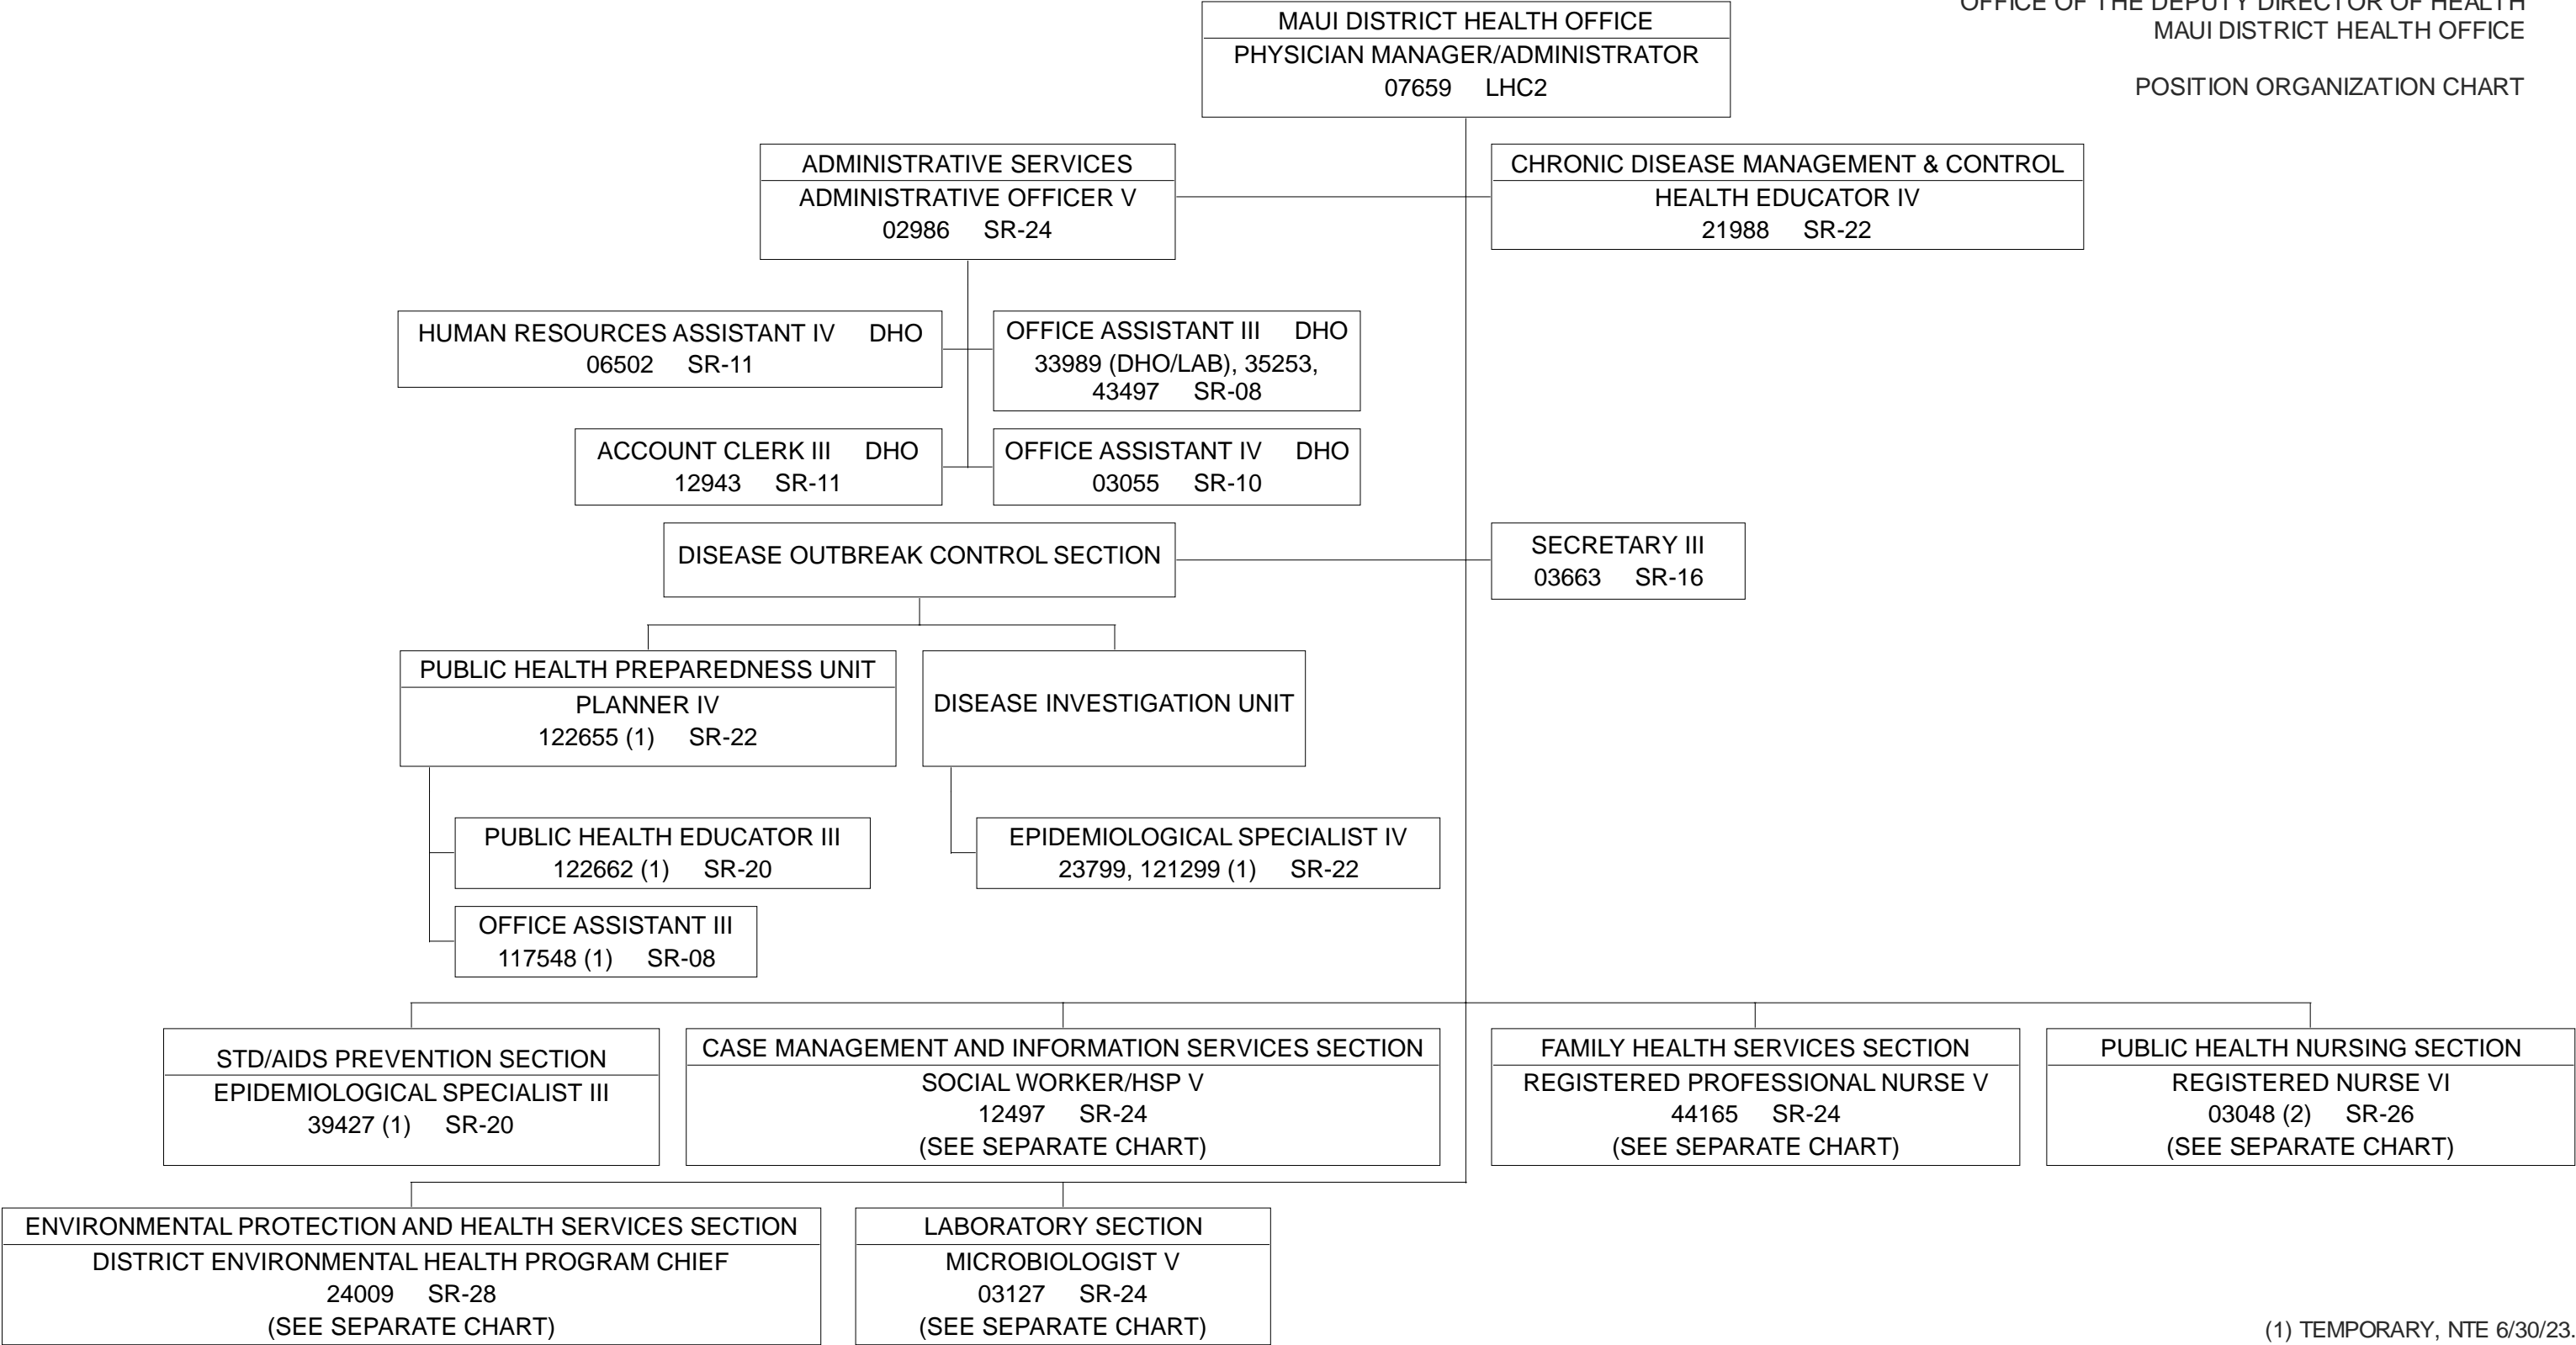 OFFICE OF THE DEPUTY DIRECTOR OF HEALTH
MAUI DISTRICT HEALTH OFFICE
POSITION ORGANIZATION CHART
MAUI DISTRICT HEALTH OFFICE
PHYSICIAN MANAGER/ADMINISTRATOR
07659 LHC2
ADMINISTRATIVE SERVICES
ADMINISTRATIVE OFFICER V
02986 SR-24
CHRONIC DISEASE MANAGEMENT & CONTROL
HEALTH EDUCATOR IV
21988 SR-22
HUMAN RESOURCES ASSISTANT IV DHO
06502 SR-11
OFFICE ASSISTANT III DHO
33989 (DHO/LAB), 35253,
43497 SR-08
ACCOUNT CLERK III DHO
12943 SR-11
OFFICE ASSISTANT IV DHO
03055 SR-10
DISEASE OUTBREAK CONTROL SECTION
SECRETARY III
03663 SR-16
PUBLIC HEALTH PREPAREDNESS UNIT
PLANNER IV
122655 (1) SR-22
DISEASE INVESTIGATION UNIT
PUBLIC HEALTH EDUCATOR III
122662 (1) SR-20
EPIDEMIOLOGICAL SPECIALIST IV
23799, 121299 (1) SR-22
OFFICE ASSISTANT III
117548 (1) SR-08
STD/AIDS PREVENTION SECTION
EPIDEMIOLOGICAL SPECIALIST III
39427 (1) SR-20
CASE MANAGEMENT AND INFORMATION SERVICES SECTION
SOCIAL WORKER/HSP V
12497 SR-24
(SEE SEPARATE CHART)
FAMILY HEALTH SERVICES SECTION
REGISTERED PROFESSIONAL NURSE V
44165 SR-24
(SEE SEPARATE CHART)
PUBLIC HEALTH NURSING SECTION
REGISTERED NURSE VI
03048 (2) SR-26
(SEE SEPARATE CHART)
ENVIRONMENTAL PROTECTION AND HEALTH SERVICES SECTION
DISTRICT ENVIRONMENTAL HEALTH PROGRAM CHIEF
24009 SR-28
(SEE SEPARATE CHART)
LABORATORY SECTION
MICROBIOLOGIST V
03127 SR-24
(SEE SEPARATE CHART)
(1) TEMPORARY, NTE 6/30/23.